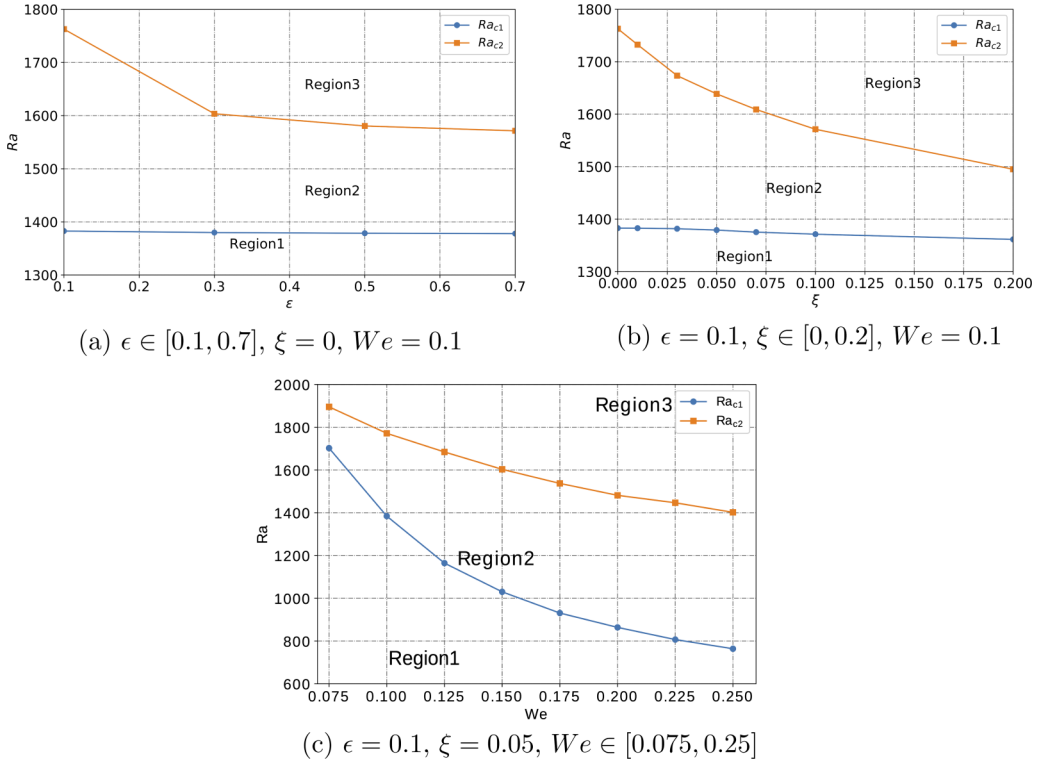 1800
1700
1600
1500
1400
1300
Ra
0.1 0.2 0.3 0.4 0.5 0.6 0.7
ε
Ra_c1
Ra_c2
Region3
Region2
Region1
(a) ϵ ∈ [0.1, 0.7], ξ = 0, We = 0.1
1800
1700
1600
1500
1400
1300
Ra
0.000 0.025 0.050 0.075 0.100 0.125 0.150 0.175 0.200
ξ
Ra_c1
Ra_c2
Region3
Region2
Region1
(b) ϵ = 0.1, ξ ∈ [0, 0.2], We = 0.1
2000
1800
1600
1400
1200
1000
800
600
Ra
0.075 0.100 0.125 0.150 0.175 0.200 0.225 0.250
We
Region3
Ra_c1
Ra_c2
Region2
Region1
(c) ϵ = 0.1, ξ = 0.05, We ∈ [0.075, 0.25]